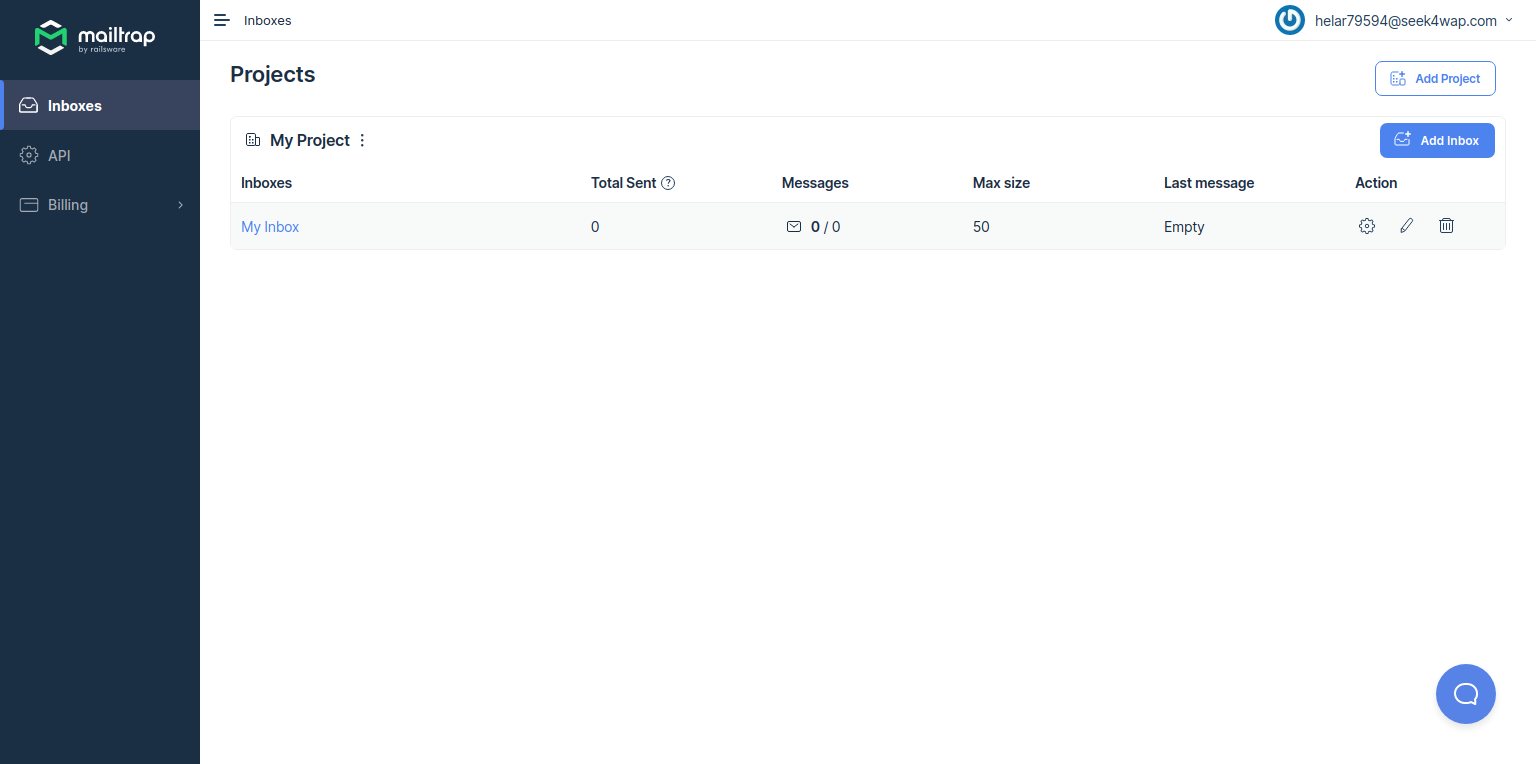 mailtrap
by railsware
Inboxes
API
Billing
Inboxes
helar79594@seek4wap.com
Projects
Add Project
My Project
Add Inbox
Inboxes Total Sent ? Messages Max size Last message Action
My Inbox 0 0 / 0 50 Empty